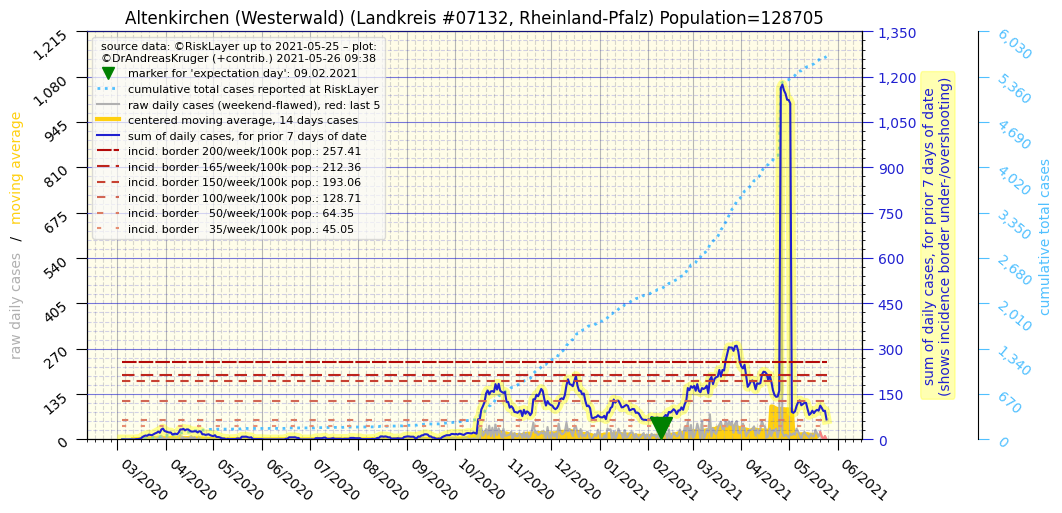 Altenkirchen (Westerwald) (Landkreis #07132, Rheinland-Pfalz) Population=128705
source data: ©RiskLayer up to 2021-05-25 – plot:
©DrAndreasKruger (+contrib.) 2021-05-26 09:38
marker for 'expectation day': 09.02.2021
cumulative total cases reported at RiskLayer
raw daily cases (weekend-flawed), red: last 5
centered moving average, 14 days cases
sum of daily cases, for prior 7 days of date
incid. border 200/week/100k pop.: 257.41
incid. border 165/week/100k pop.: 212.36
incid. border 150/week/100k pop.: 193.06
incid. border 100/week/100k pop.: 128.71
incid. border 50/week/100k pop.: 64.35
incid. border 35/week/100k pop.: 45.05
raw daily cases / moving average
1,215
1,080
945
810
675
540
405
270
135
0
03/2020
04/2020
05/2020
06/2020
07/2020
08/2020
09/2020
10/2020
11/2020
12/2020
01/2021
02/2021
03/2021
04/2021
05/2021
06/2021
1,350
1,200
1,050
900
750
600
450
300
150
0
sum of daily cases, for prior 7 days of date
(shows incidence border under-/overshooting)
6,030
5,360
4,690
4,020
3,350
2,680
2,010
1,340
670
0
cumulative total cases